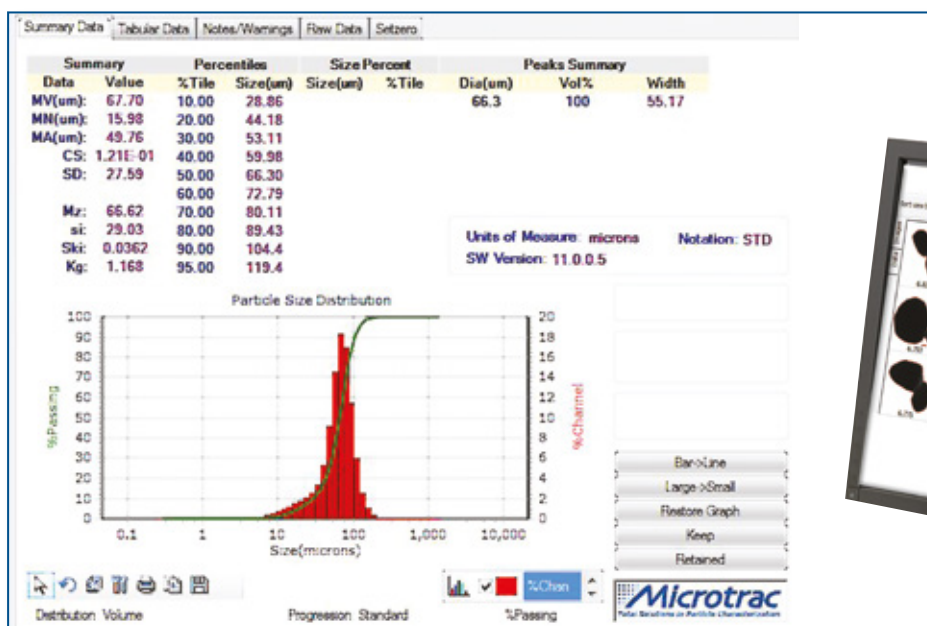 Summary Data Tabular Data Notes/Warnings Raw Data Setzero
Summary Percentiles Size Percent Peaks Summary
Data Value %Tile Size(um) Size(um) %Tile Dia(um) Vol% Width
MV(um): 67.70 10.00 28.86 66.3 100 55.17
MN(um): 15.98 20.00 44.18
MA(um): 49.76 30.00 53.11
CS: 1.21E-01 40.00 59.98
SD: 27.59 50.00 66.30
60.00 72.79
Mz: 66.62 70.00 80.11
si: 29.03 80.00 89.43
Ski: 0.0362 90.00 104.4
Kg: 1.168 95.00 119.4
Units of Measure: microns Notation: STD
SW Version: 11.0.0.5
Particle Size Distribution
100 20
90 18
80 16
70 14
60 12
50 10
40 8
30 6
20 4
10 2
0 0
%Passing
%Channel
0.1 1 10 100 1,000 10,000
Size(microns)
Bar->Line
Large->Small
Restore Graph
Keep
Retained
%Chan
Microtrac
Total Solutions in Particle Characterization
Distribution: Volume Progression: Standard %Passing